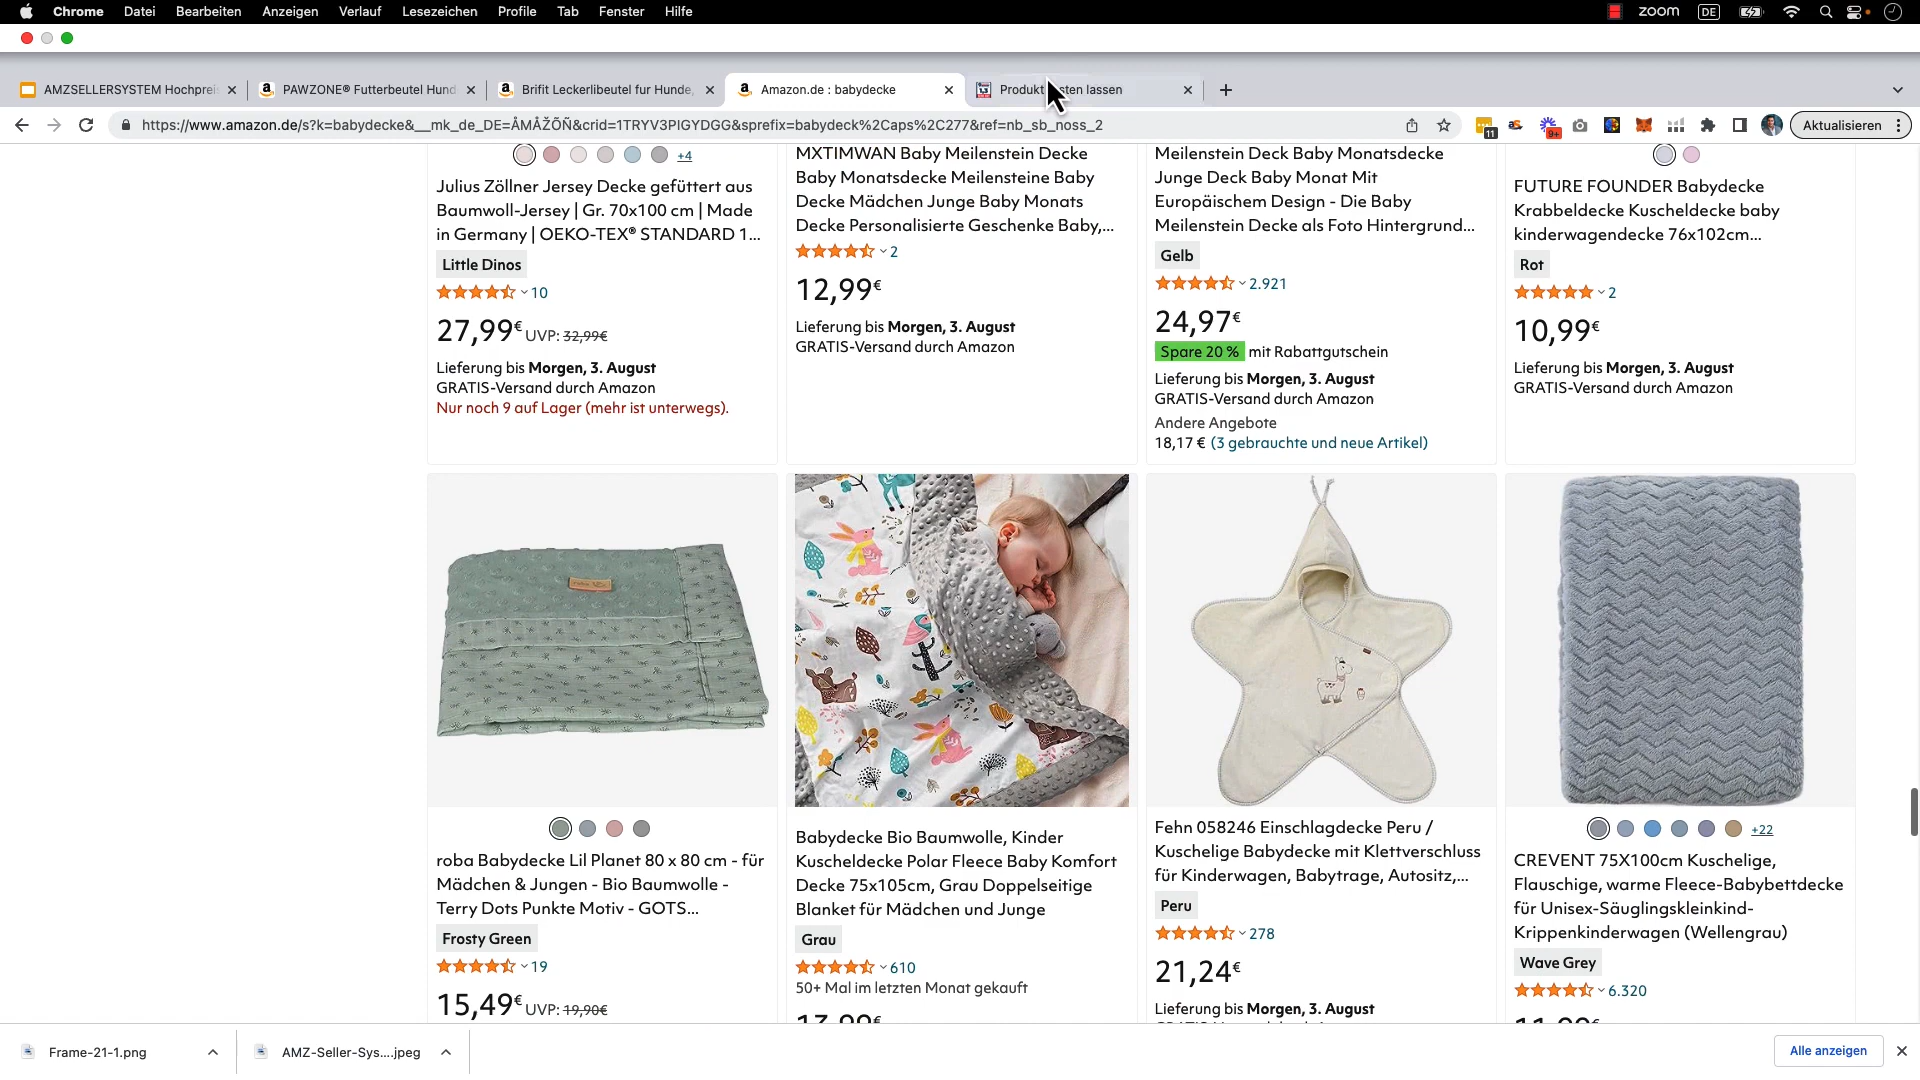 Chrome Datei Bearbeiten Anzeigen Verlauf Lesezeichen Profile Tab Fenster Hilfe zoom DE
AMZSELLERSYSTEM Hochprei PAWZONE® Futterbeutel Hund Brifit Leckerlibeutel fur Hunde, Amazon.de : babydecke Produkt sten lassen
https://www.amazon.de/s?k=babydecke&__mk_de_DE=ÅMÅŽÕÑ&crid=1TRYV3PIGYDGG&sprefix=babydeck%2Caps%2C277&ref=nb_sb_noss_2 11 9+ Aktualisieren
+4
Julius Zöllner Jersey Decke gefüttert aus
Baumwoll-Jersey | Gr. 70x100 cm | Made
in Germany | OEKO-TEX® STANDARD 1...
Little Dinos
10
27,99€ UVP: 32,99€
Lieferung bis Morgen, 3. August
GRATIS-Versand durch Amazon
Nur noch 9 auf Lager (mehr ist unterwegs).
MXTIMWAN Baby Meilenstein Decke
Baby Monatsdecke Meilensteine Baby
Decke Mädchen Junge Baby Monats
Decke Personalisierte Geschenke Baby,...
2
12,99€
Lieferung bis Morgen, 3. August
GRATIS-Versand durch Amazon
Meilenstein Deck Baby Monatsdecke
Junge Deck Baby Monat Mit
Europäischem Design - Die Baby
Meilenstein Decke als Foto Hintergrund...
Gelb
2.921
24,97€
Spare 20 % mit Rabattgutschein
Lieferung bis Morgen, 3. August
GRATIS-Versand durch Amazon
Andere Angebote
18,17 € (3 gebrauchte und neue Artikel)
FUTURE FOUNDER Babydecke
Krabbeldecke Kuscheldecke baby
kinderwagendecke 76x102cm...
Rot
2
10,99€
Lieferung bis Morgen, 3. August
GRATIS-Versand durch Amazon
roba Babydecke Lil Planet 80 x 80 cm - für
Mädchen & Jungen - Bio Baumwolle -
Terry Dots Punkte Motiv - GOTS...
Frosty Green
19
15,49€ UVP: 19,90€
Babydecke Bio Baumwolle, Kinder
Kuscheldecke Polar Fleece Baby Komfort
Decke 75x105cm, Grau Doppelseitige
Blanket für Mädchen und Junge
Grau
610
50+ Mal im letzten Monat gekauft
Fehn 058246 Einschlagdecke Peru /
Kuschelige Babydecke mit Klettverschluss
für Kinderwagen, Babytrage, Autositz,...
Peru
278
21,24€
Lieferung bis Morgen, 3. August
+22
CREVENT 75X100cm Kuschelige,
Flauschige, warme Fleece-Babybettdecke
für Unisex-Säuglingskleinkind-
Krippenkinderwagen (Wellengrau)
Wave Grey
6.320
Frame-21-1.png AMZ-Seller-Sys....jpeg Alle anzeigen